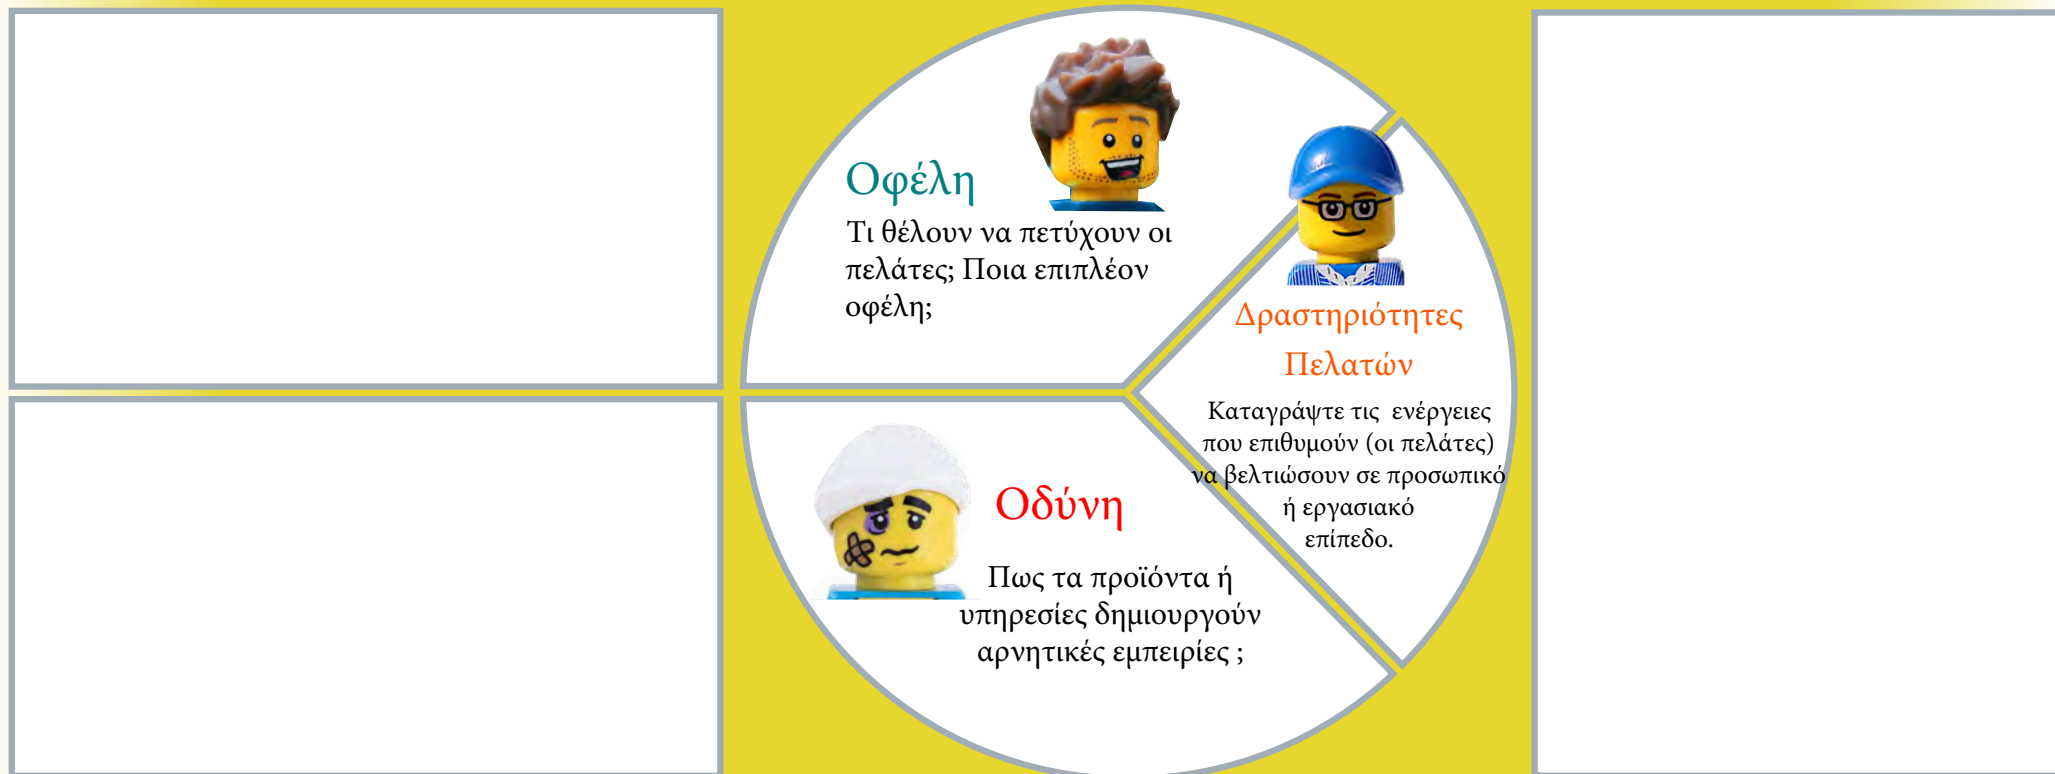 Οφέλη
Τι θέλουν να πετύχουν οι
πελάτες; Ποια επιπλέον
οφέλη;
Δραστηριότητες
Πελατών
Καταγράψτε τις ενέργειες
που επιθυμούν (οι πελάτες)
να βελτιώσουν σε προσωπικό
ή εργασιακό
επίπεδο.
Οδύνη
Πως τα προϊόντα ή
υπηρεσίες δημιουργούν
αρνητικές εμπειρίες ;